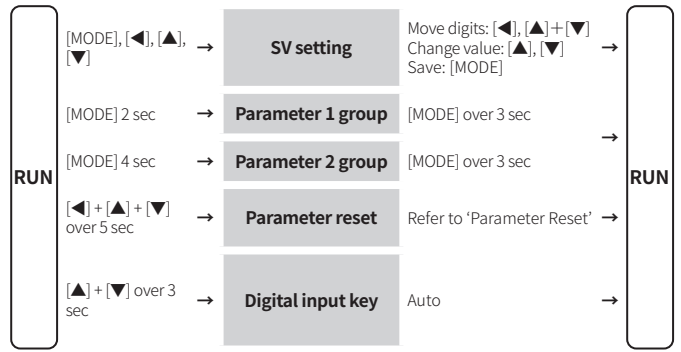 RUN
[MODE], [◀], [▲],
[▼]
→
SV setting
Move digits: [◀], [▲]+[▼]
Change value: [▲], [▼]
Save: [MODE]
→
[MODE] 2 sec
→
Parameter 1 group
[MODE] over 3 sec
→
[MODE] 4 sec
→
Parameter 2 group
[MODE] over 3 sec
[◀] + [▲] + [▼]
over 5 sec
→
Parameter reset
Refer to 'Parameter Reset'
→
[▲] + [▼] over 3
sec
→
Digital input key
Auto
→
RUN